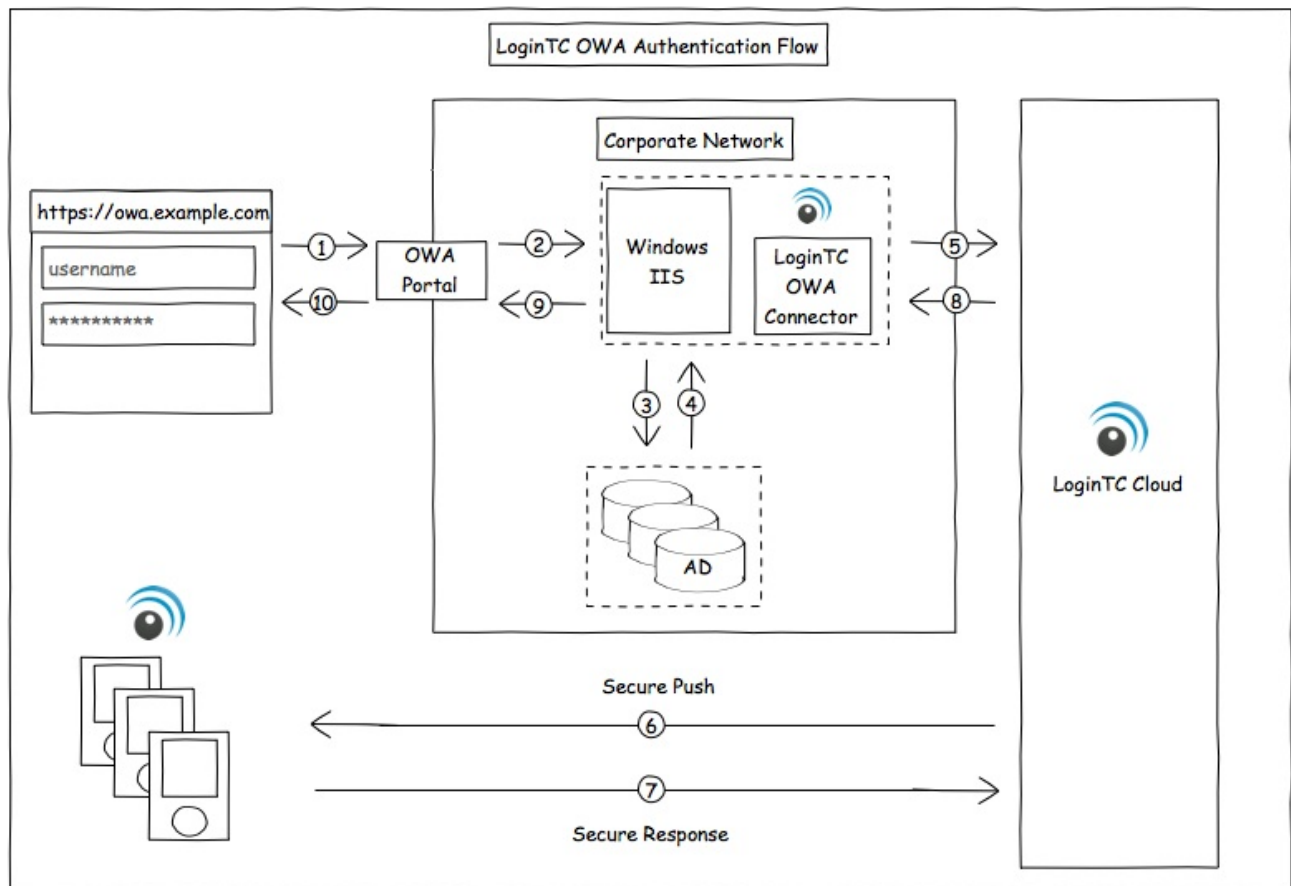 LoginTC OWA Authentication Flow
Corporate Network
https://owa.example.com
username
**********
1
10
OWA
Portal
2
9
Windows
IIS
LoginTC
OWA
Connector
5
8
3
4
AD
LoginTC Cloud
Secure Push
6
7
Secure Response